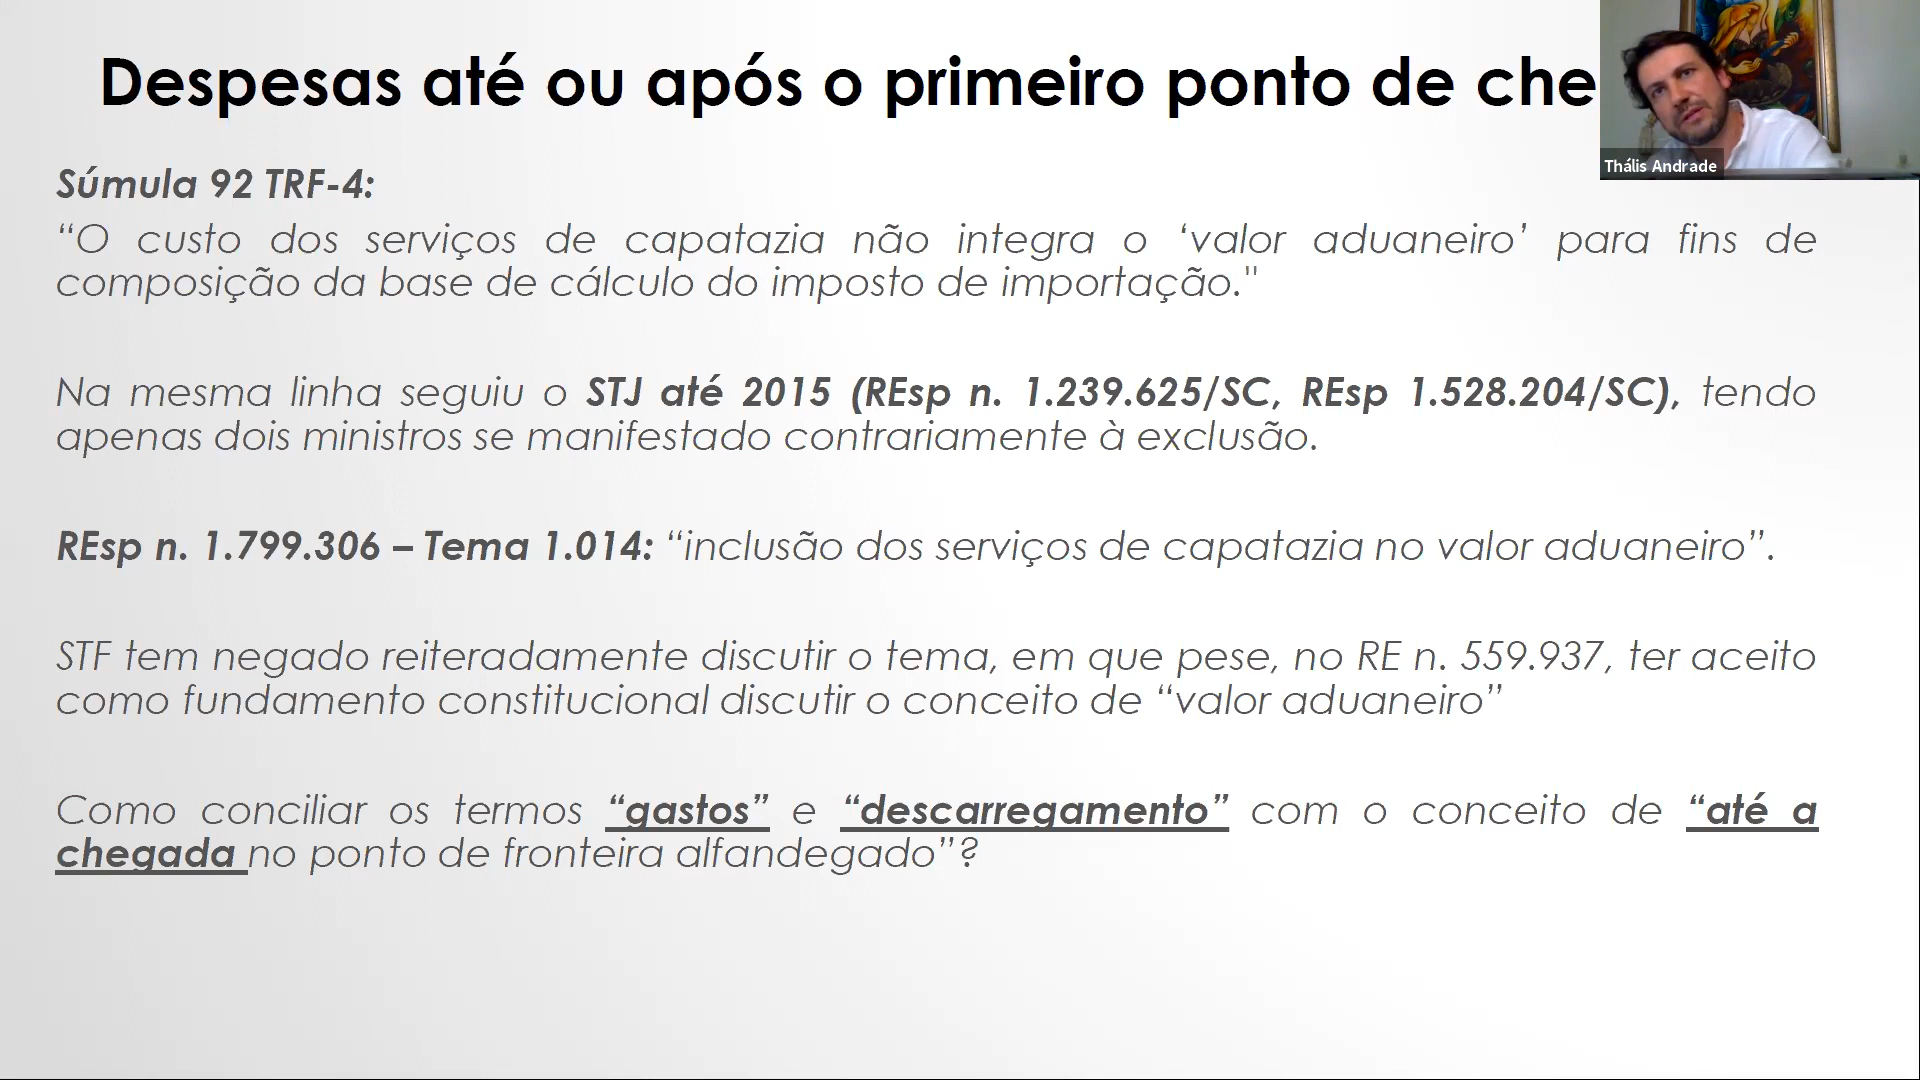 Despesas até ou após o primeiro ponto de che
Thális Andrade
Súmula 92 TRF-4:
“O custo dos serviços de capatazia não integra o ‘valor aduaneiro’ para fins de
composição da base de cálculo do imposto de importação."
Na mesma linha seguiu o STJ até 2015 (REsp n. 1.239.625/SC, REsp 1.528.204/SC), tendo
apenas dois ministros se manifestado contrariamente à exclusão.
REsp n. 1.799.306 – Tema 1.014: “inclusão dos serviços de capatazia no valor aduaneiro”.
STF tem negado reiteradamente discutir o tema, em que pese, no RE n. 559.937, ter aceito
como fundamento constitucional discutir o conceito de “valor aduaneiro”
Como conciliar os termos “gastos” e “descarregamento” com o conceito de “até a
chegada no ponto de fronteira alfandegado”?